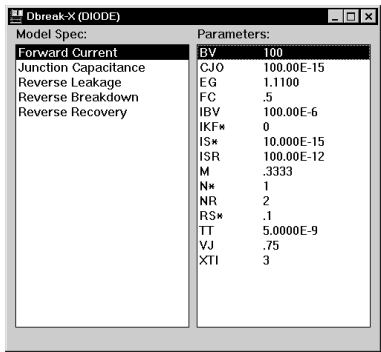 Dbreak-X (DIODE)
Model Spec:
Forward Current
Junction Capacitance
Reverse Leakage
Reverse Breakdown
Reverse Recovery
Parameters:
BV 100
CJO 100.00E-15
EG 1.1100
FC .5
IBV 100.00E-6
IKF* 0
IS* 10.000E-15
ISR 100.00E-12
M .3333
N* 1
NR 2
RS* .1
TT 5.0000E-9
VJ .75
XTI 3